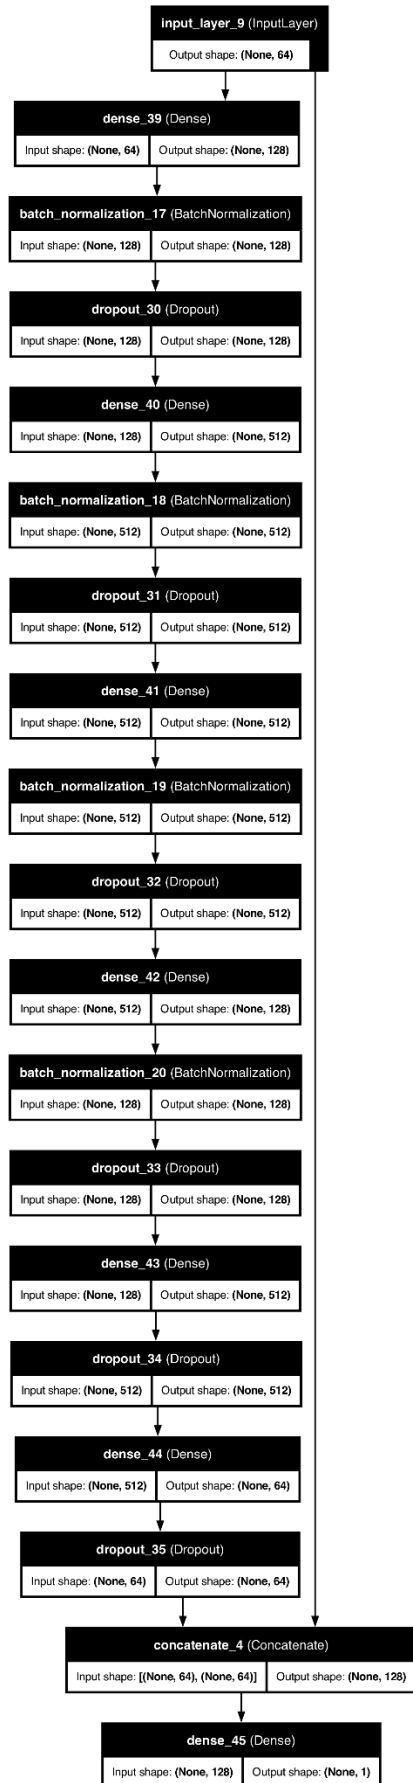 input_layer_9 (InputLayer)
Output shape: (None, 64)
dense_39 (Dense)
Input shape: (None, 64) Output shape: (None, 128)
batch_normalization_17 (BatchNormalization)
Input shape: (None, 128) Output shape: (None, 128)
dropout_30 (Dropout)
Input shape: (None, 128) Output shape: (None, 128)
dense_40 (Dense)
Input shape: (None, 128) Output shape: (None, 512)
batch_normalization_18 (BatchNormalization)
Input shape: (None, 512) Output shape: (None, 512)
dropout_31 (Dropout)
Input shape: (None, 512) Output shape: (None, 512)
dense_41 (Dense)
Input shape: (None, 512) Output shape: (None, 512)
batch_normalization_19 (BatchNormalization)
Input shape: (None, 512) Output shape: (None, 512)
dropout_32 (Dropout)
Input shape: (None, 512) Output shape: (None, 512)
dense_42 (Dense)
Input shape: (None, 512) Output shape: (None, 128)
batch_normalization_20 (BatchNormalization)
Input shape: (None, 128) Output shape: (None, 128)
dropout_33 (Dropout)
Input shape: (None, 128) Output shape: (None, 128)
dense_43 (Dense)
Input shape: (None, 128) Output shape: (None, 512)
dropout_34 (Dropout)
Input shape: (None, 512) Output shape: (None, 512)
dense_44 (Dense)
Input shape: (None, 512) Output shape: (None, 64)
dropout_35 (Dropout)
Input shape: (None, 64) Output shape: (None, 64)
concatenate_4 (Concatenate)
Input shape: [(None, 64), (None, 64)] Output shape: (None, 128)
dense_45 (Dense)
Input shape: (None, 128) Output shape: (None, 1)